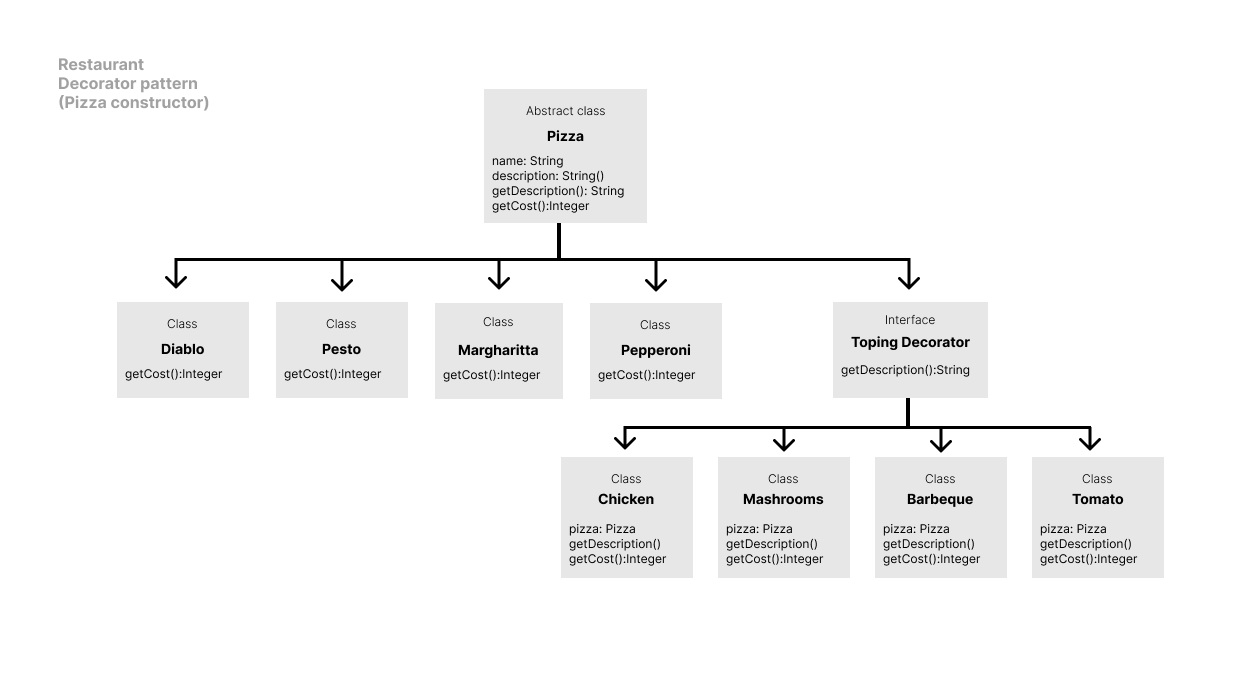 Restaurant
Decorator pattern
(Pizza constructor)
Abstract class
Pizza
name: String
description: String()
getDescription(): String
getCost():Integer
Class
Diablo
getCost():Integer
Class
Pesto
getCost():Integer
Class
Margharitta
getCost():Integer
Class
Pepperoni
getCost():Integer
Interface
Toping Decorator
getDescription():String
Class
Chicken
pizza: Pizza
getDescription()
getCost():Integer
Class
Mashrooms
pizza: Pizza
getDescription()
getCost():Integer
Class
Barbeque
pizza: Pizza
getDescription()
getCost():Integer
Class
Tomato
pizza: Pizza
getDescription()
getCost():Integer